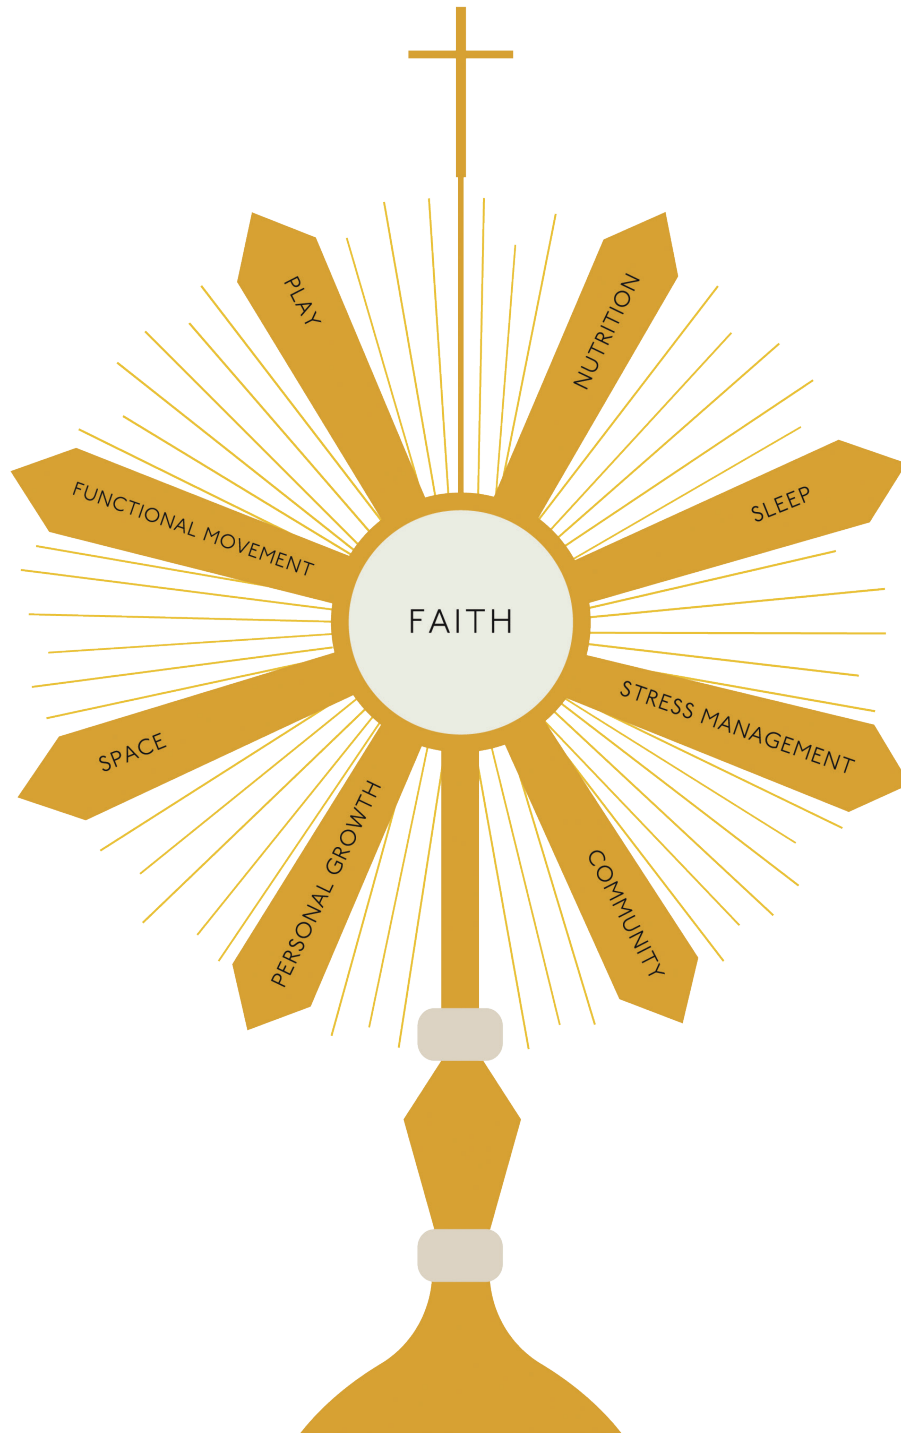 PLAY
NUTRITION
FUNCTIONAL MOVEMENT
SLEEP
FAITH
STRESS MANAGEMENT
SPACE
PERSONAL GROWTH
COMMUNITY